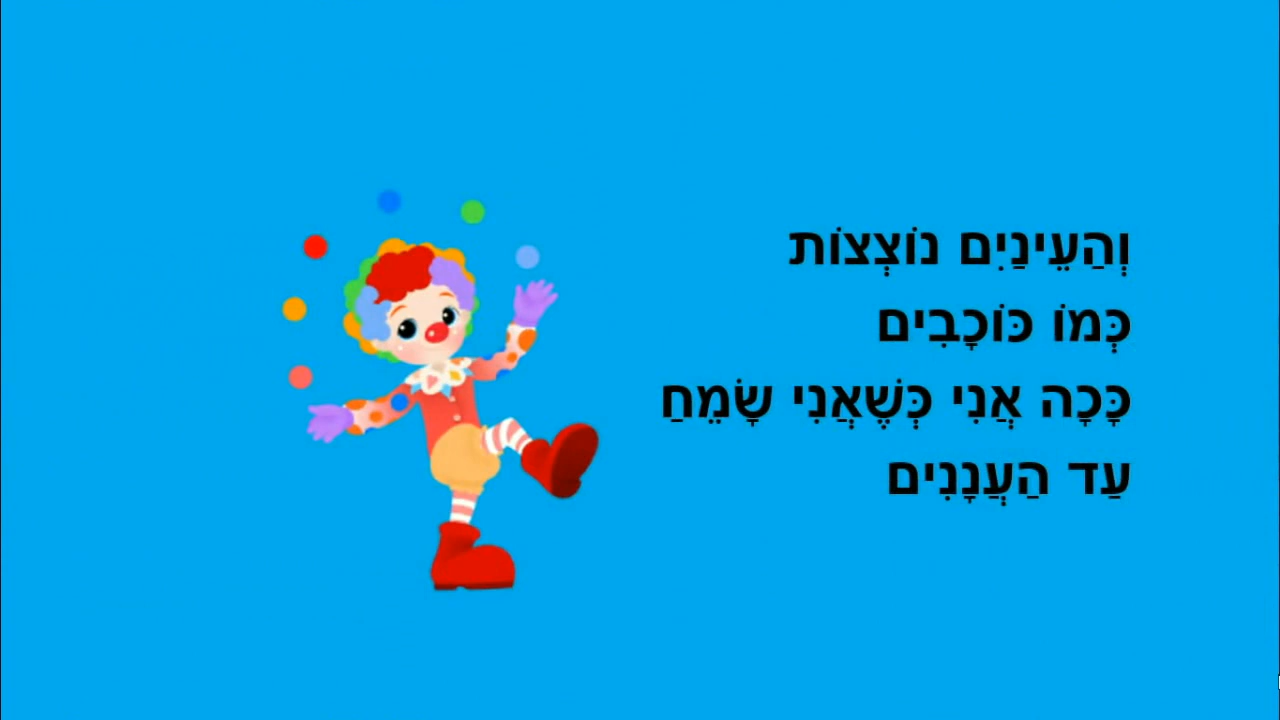 וְהַעֵינַיִם נוֹצְצוֹת
כְּמוֹ כּוֹכָבִים
כָּכָה אֲנִי כְּשֶׁאֲנִי שָׂמֵחַ
עַד הַעֲנָנִים